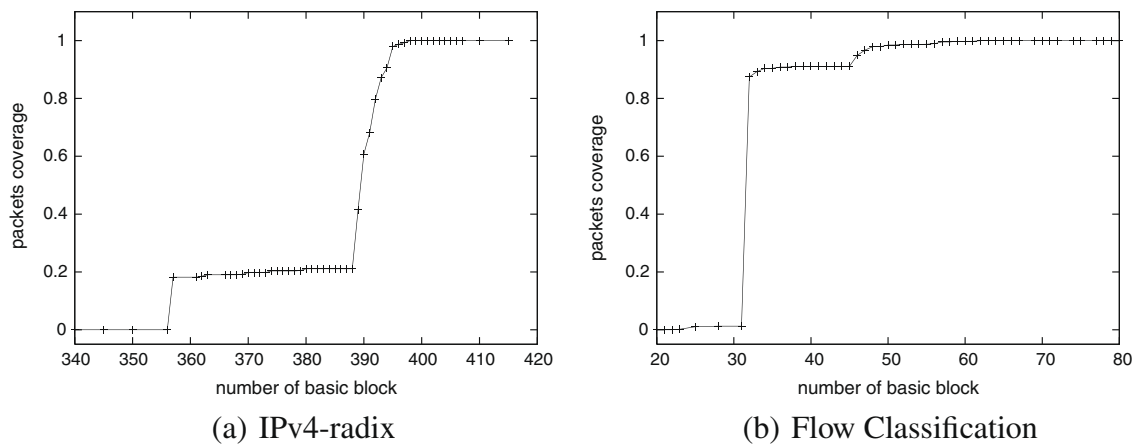 1
0.8
0.6
0.4
0.2
0
packets coverage
340 350 360 370 380 390 400 410 420
number of basic block
(a) IPv4-radix
1
0.8
0.6
0.4
0.2
0
packets coverage
20 30 40 50 60 70 80
number of basic block
(b) Flow Classification